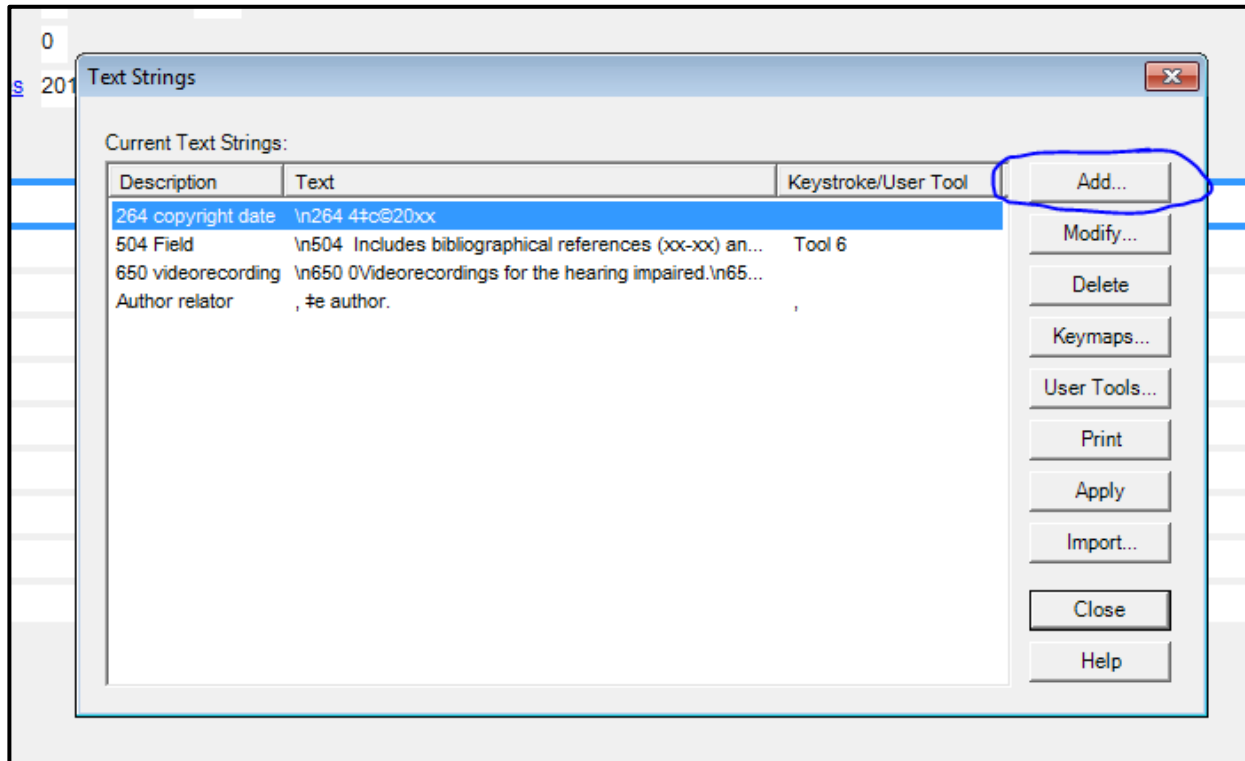 0
s 201
Text Strings
Current Text Strings:
Description Text Keystroke/User Tool
264 copyright date \n264 4‡c©20xx
504 Field \n504 Includes bibliographical references (xx-xx) an... Tool 6
650 videorecording \n650 0\/ideorecordings for the hearing impaired.\n65...
Author relator , ‡e author. ,
Add...
Modify...
Delete
Keymaps...
User Tools...
Print
Apply
Import...
Close
Help